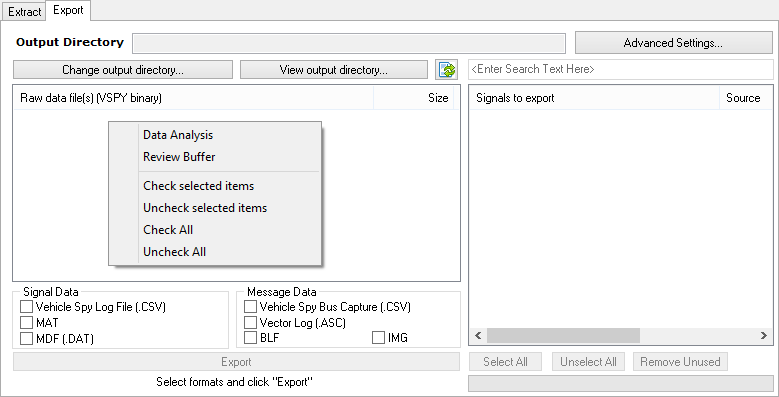 Extract Export
Output Directory Advanced Settings...
Change output directory... View output directory... <Enter Search Text Here>
Raw data file(s) (VSPY binary) Size Signals to export Source
Data Analysis
Review Buffer
Check selected items
Uncheck selected items
Check All
Uncheck All
Signal Data Message Data
Vehicle Spy Log File (.CSV) Vehicle Spy Bus Capture (.CSV)
MAT Vector Log (.ASC)
MDF (.DAT) BLF IMG
Export Select All Unselect All Remove Unused
Select formats and click "Export"